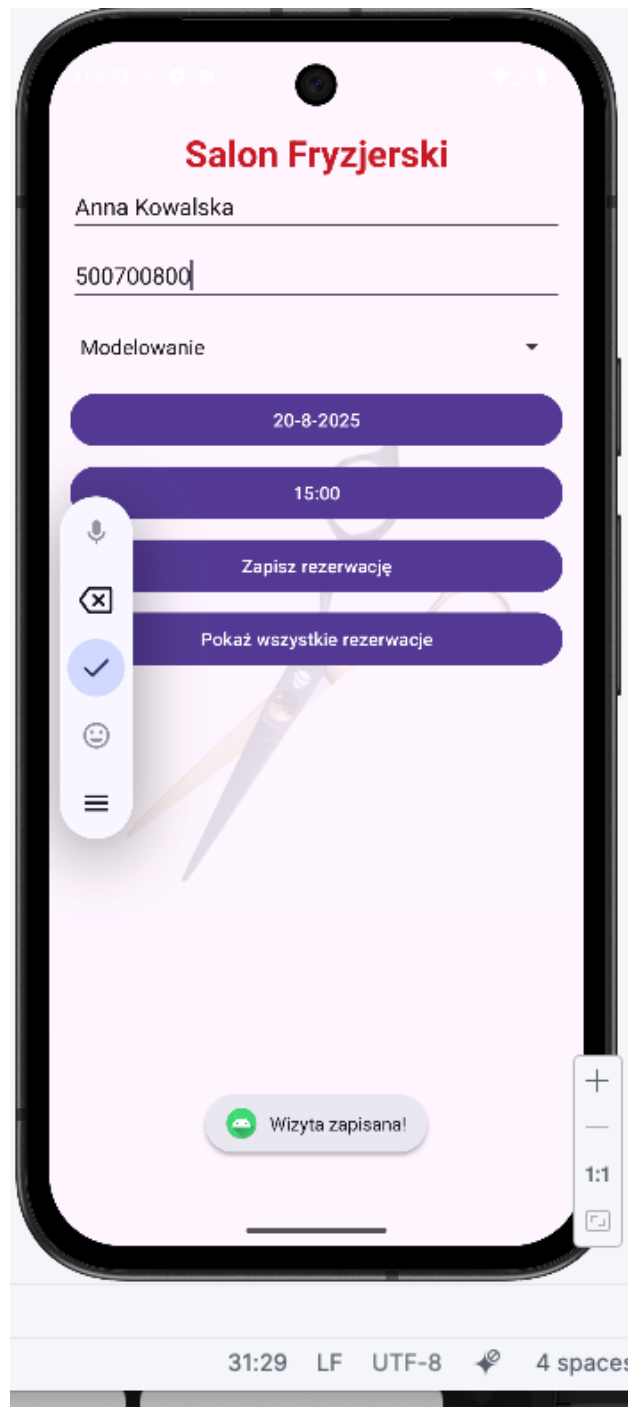 Salon Fryzjerski
Anna Kowalska
500700800
Modelowanie
20-8-2025
15:00
Zapisz rezerwację
Pokaż wszystkie rezerwacje
Wizyta zapisana!
1:1
31:29 LF UTF-8 4 spaces